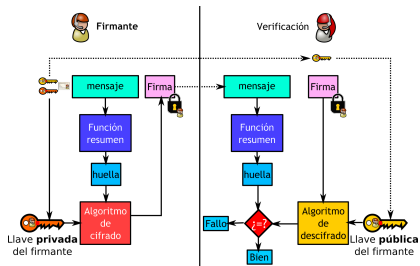 Firmante
mensaje
Firma
Función
resumen
huella
Algoritmo
de
cifrado
Llave privada
del firmante
Verificación
mensaje
Firma
Función
resumen
huella
¿=?
Fallo
Bien
Algoritmo
de
descifrado
Llave pública
del firmante